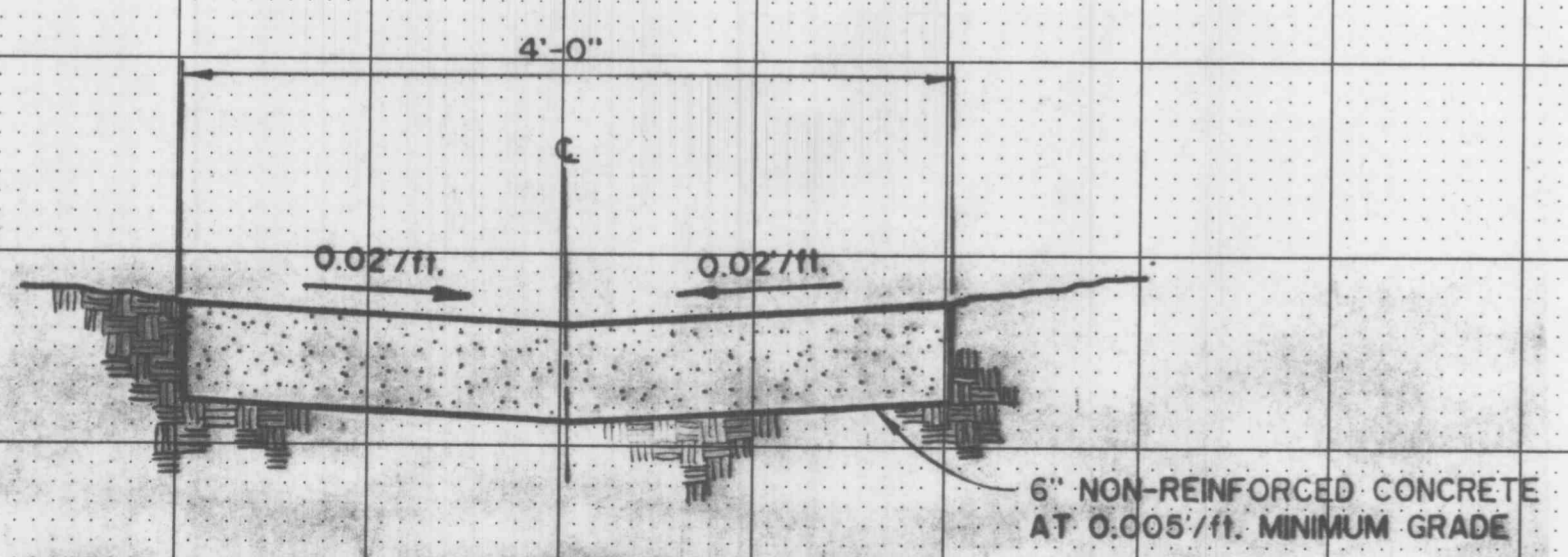 4'-0"
℄
0.02'/ft.
0.02'/ft.
6" NON-REINFORCED CONCRETE
AT 0.005'/ft. MINIMUM GRADE